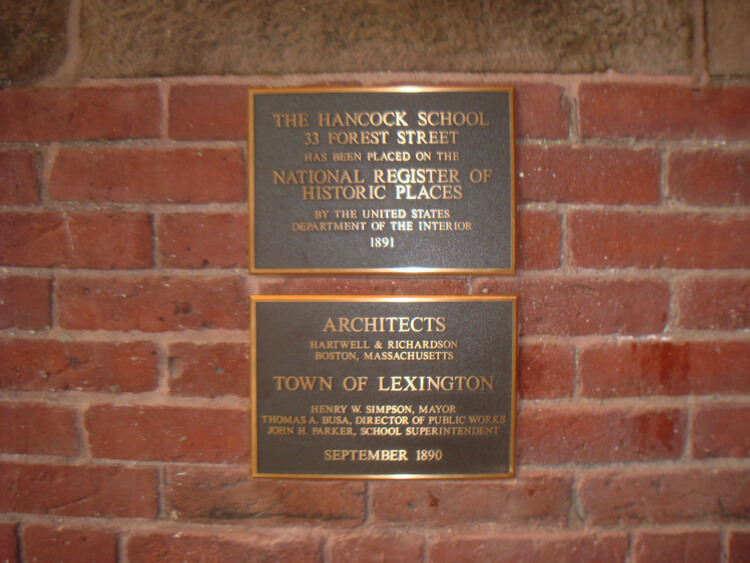 THE HANCOCK SCHOOL
33 FOREST STREET
HAS BEEN PLACED ON THE
NATIONAL REGISTER OF
HISTORIC PLACES
BY THE UNITED STATES
DEPARTMENT OF THE INTERIOR
1891
ARCHITECTS
HARTWELL & RICHARDSON
BOSTON, MASSACHUSETTS
TOWN OF LEXINGTON
HENRY W. SIMPSON, MAYOR
THOMAS A. BUSA, DIRECTOR OF PUBLIC WORKS
JOHN H. PARKER, SCHOOL SUPERINTENDENT
SEPTEMBER 1890